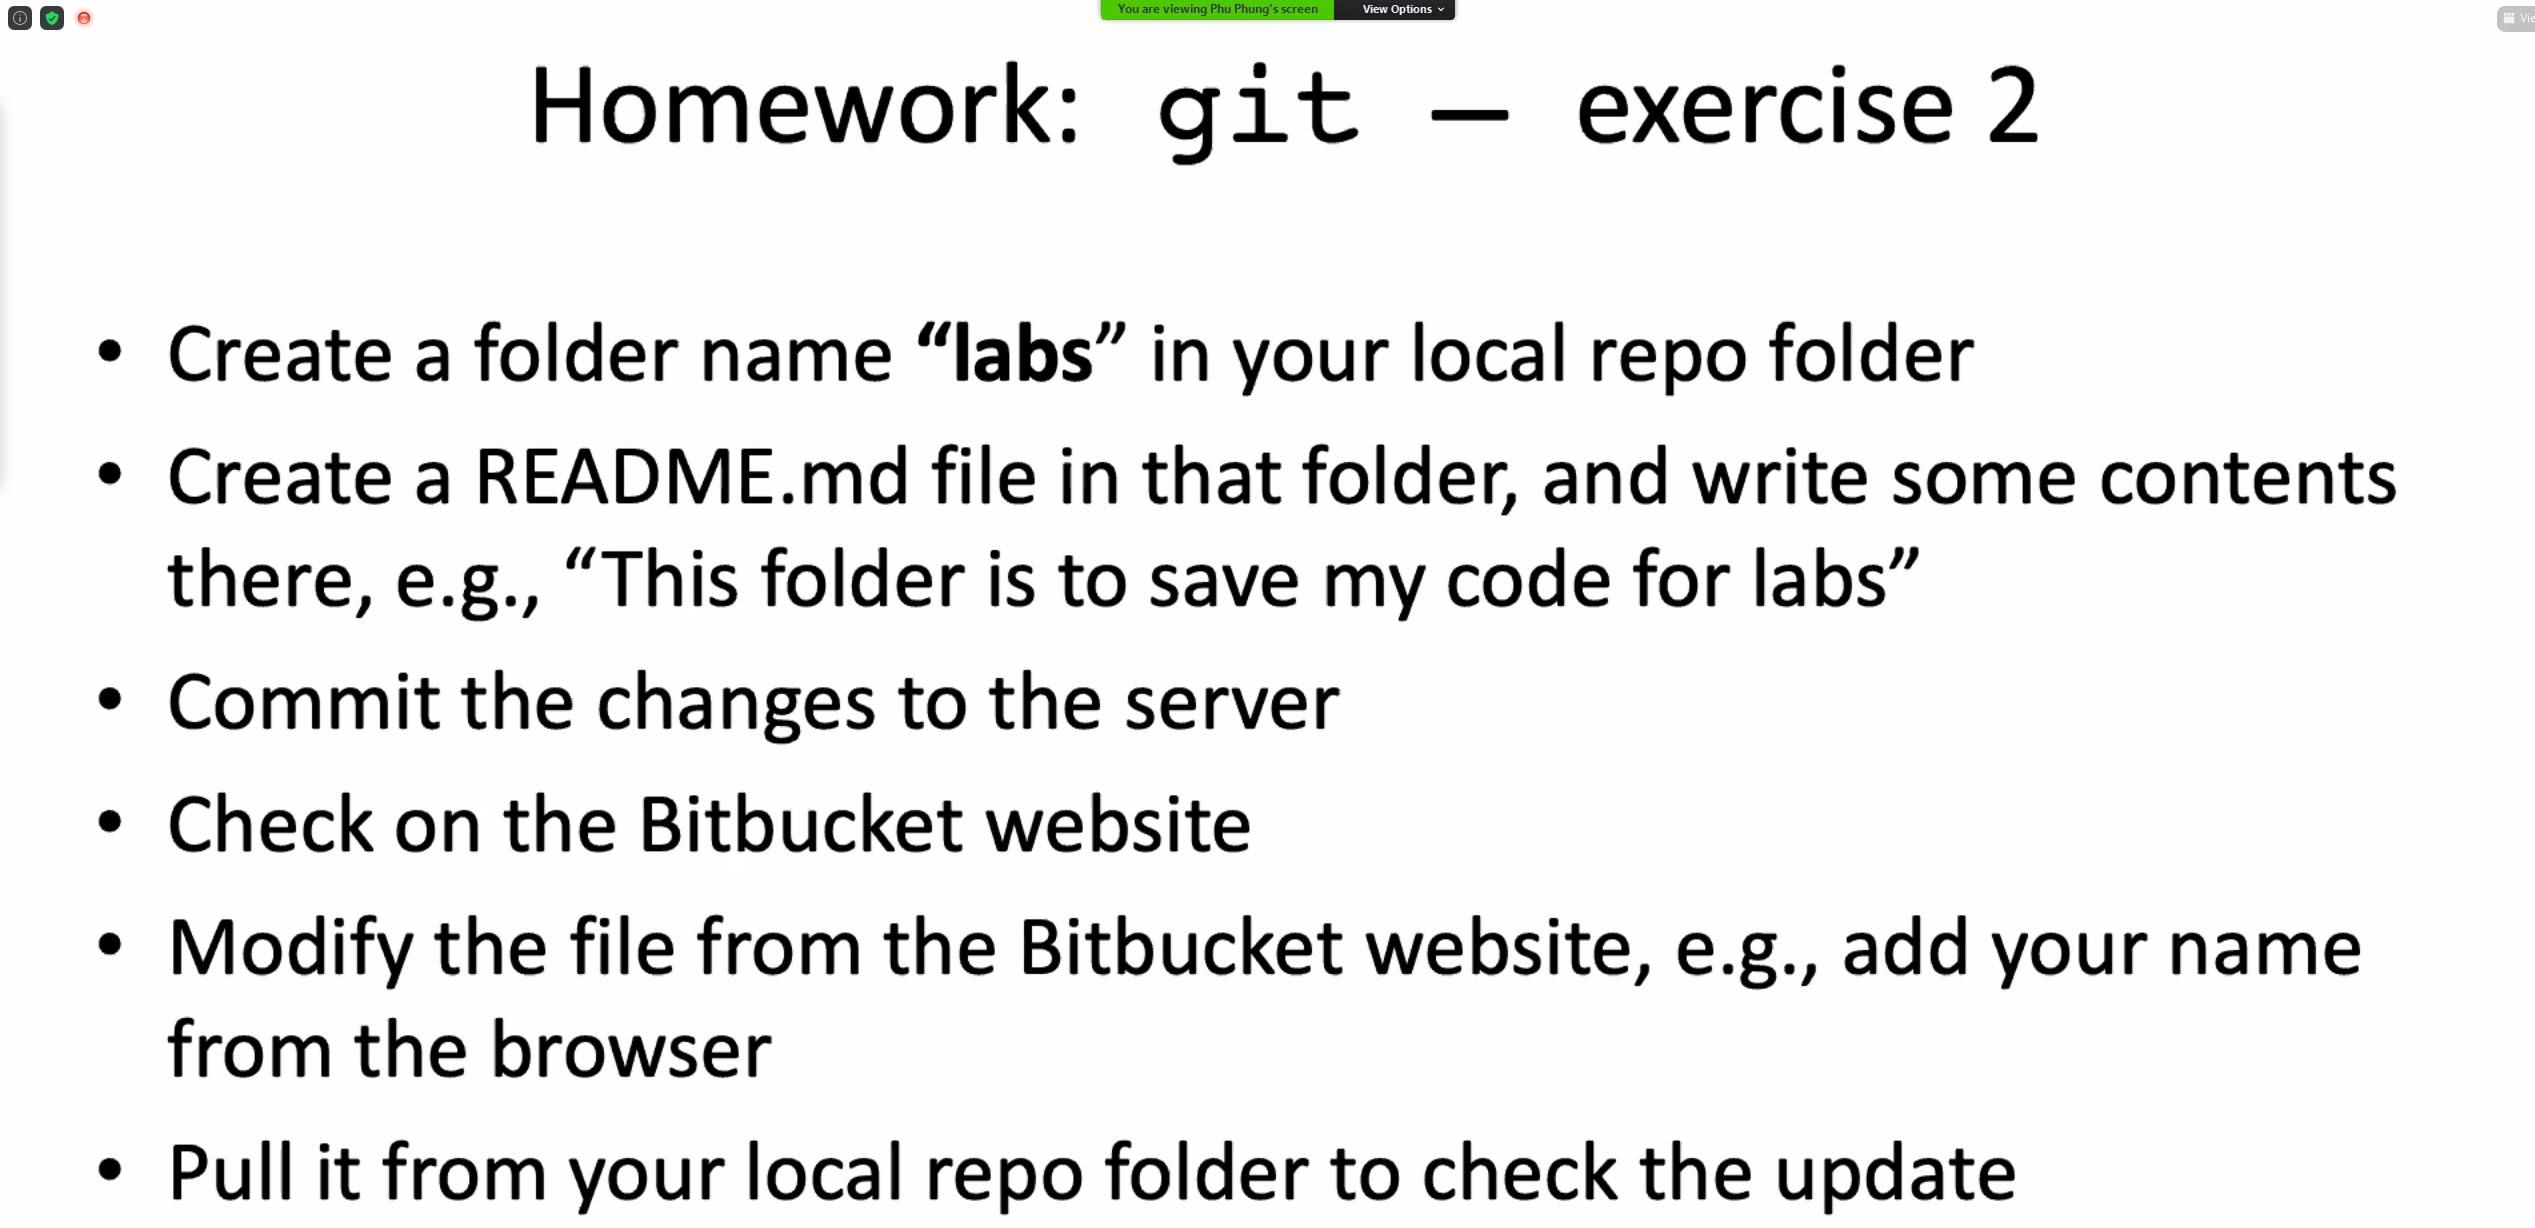 You are viewing Phu Phung's screen
View Options
Vie
Homework: git – exercise 2
• Create a folder name “labs” in your local repo folder
• Create a README.md file in that folder, and write some contents
there, e.g., “This folder is to save my code for labs”
• Commit the changes to the server
• Check on the Bitbucket website
• Modify the file from the Bitbucket website, e.g., add your name
from the browser
• Pull it from your local repo folder to check the update